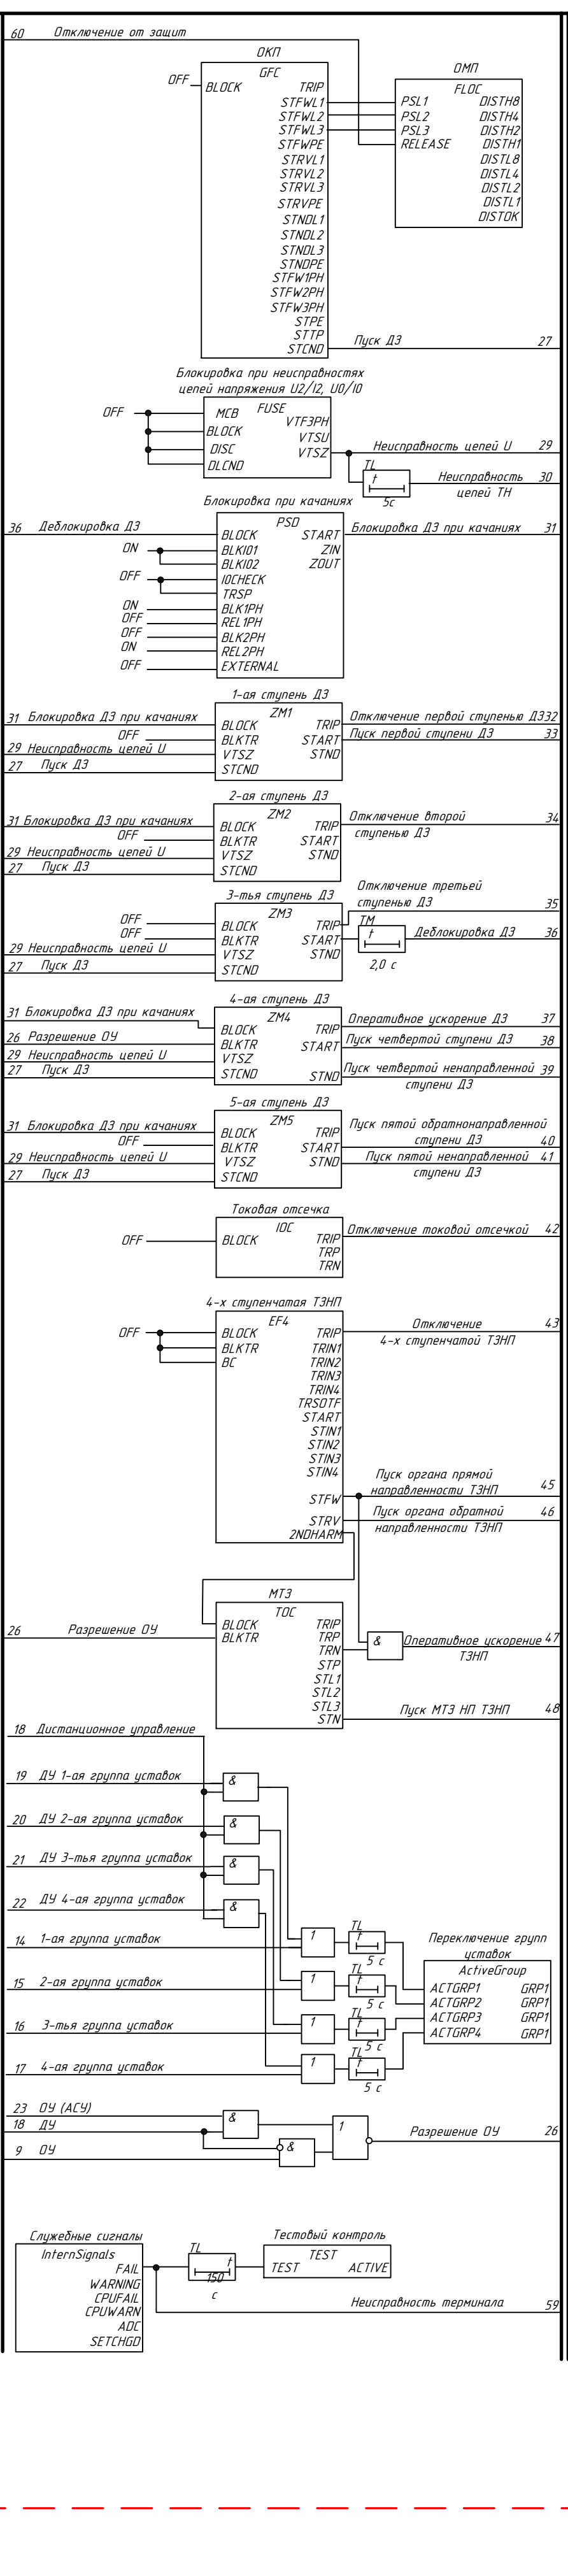 60 Отключение от защит
ОКП
GFC
OFF BLOCK TRIP
STFWL1
STFWL2
STFWL3
STFWPE
STRVL1
STRVL2
STRVL3
STRVPE
STNDL1
STNDL2
STNDL3
STNDPE
STFW1PH
STFW2PH
STFW3PH
STPE
STTP
STCND
ОМП
FLOC
PSL1 DISTH8
PSL2 DISTH4
PSL3 DISTH2
RELEASE DISTH1
DISTL8
DISTL4
DISTL2
DISTL1
DISTOK
Пуск ДЗ 27
Блокировка при неисправностях
цепей напряжения U2/I2, U0/I0
OFF MCB FUSE
VTF3PH
BLOCK VTSU
DISC VTSZ
DLCND
Неисправность цепей U 29
TL
t
5с
Неисправность 30
цепей ТН
Блокировка при качаниях
PSD
36 Деблокировка ДЗ BLOCK START Блокировка ДЗ при качаниях 31
ON BLKI01 ZIN
BLKI02 ZOUT
OFF IOCHECK
TRSP
ON BLK1PH
OFF REL1PH
OFF BLK2PH
ON REL2PH
OFF EXTERNAL
1-ая ступень ДЗ
ZM1
31 Блокировка ДЗ при качаниях BLOCK TRIP Отключение первой ступенью ДЗ 32
OFF BLKTR START Пуск первой ступени ДЗ 33
29 Неисправность цепей U VTSZ STND
27 Пуск ДЗ STCND
2-ая ступень ДЗ
ZM2
31 Блокировка ДЗ при качаниях BLOCK TRIP Отключение второй 34
OFF BLKTR START ступенью ДЗ
29 Неисправность цепей U VTSZ STND
27 Пуск ДЗ STCND
3-тья ступень ДЗ
ZM3
Отключение третьей
ступенью ДЗ 35
OFF BLOCK TRIP
OFF BLKTR START
TM
t
2,0 с
Деблокировка ДЗ 36
29 Неисправность цепей U VTSZ STND
27 Пуск ДЗ STCND
4-ая ступень ДЗ
ZM4
31 Блокировка ДЗ при качаниях BLOCK TRIP Оперативное ускорение ДЗ 37
26 Разрешение ОУ BLKTR START Пуск четвертой ступени ДЗ 38
29 Неисправность цепей U VTSZ
27 Пуск ДЗ STCND STND Пуск четвертой ненаправленной 39
ступени ДЗ
5-ая ступень ДЗ
ZM5
31 Блокировка ДЗ при качаниях BLOCK TRIP Пуск пятой обратнонаправленной
OFF BLKTR START ступени ДЗ 40
29 Неисправность цепей U VTSZ STND Пуск пятой ненаправленной 41
27 Пуск ДЗ STCND ступени ДЗ
Токовая отсечка
IOC
OFF BLOCK TRIP Отключение токовой отсечкой 42
TRP
TRN
4-х ступенчатая ТЗНП
EF4
OFF BLOCK TRIP Отключение 43
4-х ступенчатой ТЗНП
BLKTR TRIN1
BC TRIN2
TRIN3
TRIN4
TRSOTF
START
STIN1
STIN2
STIN3
STIN4
STFW
Пуск органа прямой
направленности ТЗНП 45
STRV Пуск органа обратной 46
направленности ТЗНП
2NDHARM
МТЗ
TOC
BLOCK TRIP
26 Разрешение ОУ BLKTR TRP
TRN & Оперативное ускорение 47
ТЗНП
STP
STL1
STL2
STL3
STN Пуск МТЗ НП ТЗНП 48
18 Дистанционное управление
19 ДУ 1-ая группа уставок &
20 ДУ 2-ая группа уставок &
21 ДУ 3-тья группа уставок &
22 ДУ 4-ая группа уставок &
14 1-ая группа уставок 1 TL t 5 с
15 2-ая группа уставок 1 TL t 5 с
16 3-тья группа уставок 1 TL t 5 с
17 4-ая группа уставок 1 TL t 5 с
Переключение групп
уставок
ActiveGroup
ACTGRP1 GRP1
ACTGRP2 GRP1
ACTGRP3 GRP1
ACTGRP4 GRP1
23 ОУ (АСУ) &
18 ДУ 1 Разрешение ОУ 26
9 ОУ &
Служебные сигналы
InternSignals
FAIL
WARNING
CPUFAIL
CPUWARN
ADC
SETCHGD
TL
t
150
с
Тестовый контроль
TEST
TEST ACTIVE
Неисправность терминала 59